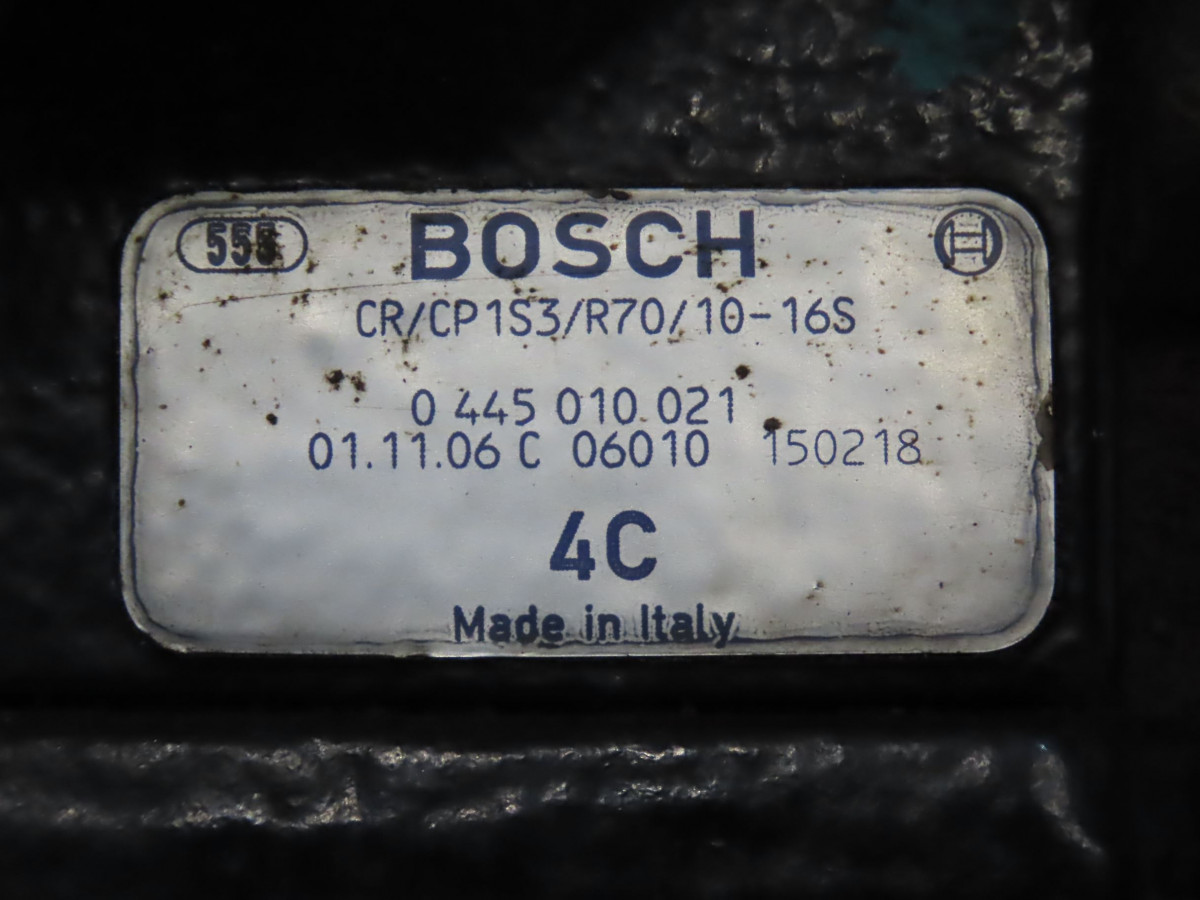 555 BOSCH
CR/CP1S3/R70/10-16S
0 445 010 021
01.11.06 C 06010 150218
4C
Made in Italy